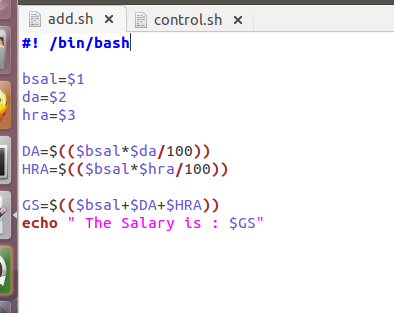 add.sh × control.sh ×
#! /bin/bash
bsal=$1
da=$2
hra=$3
DA=$(($bsal*$da/100))
HRA=$(($bsal*$hra/100))
GS=$(($bsal+$DA+$HRA))
echo " The Salary is : $GS"